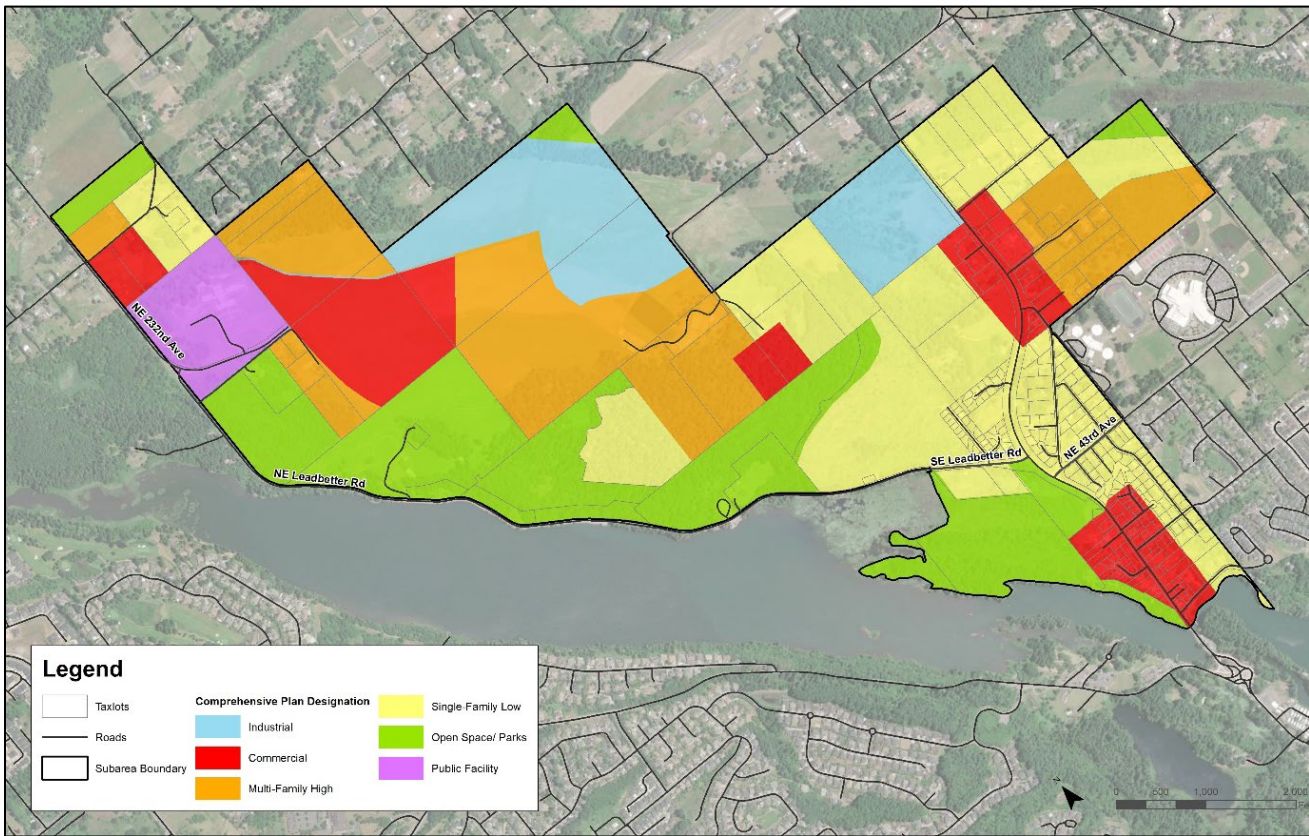 NE 232nd Ave
NE Leadbetter Rd
SE Leadbetter Rd
NE 43rd Ave
Legend
Taxlots
Roads
Subarea Boundary
Comprehensive Plan Designation
Industrial
Commercial
Multi-Family High
Single-Family Low
Open Space/ Parks
Public Facility
0 500 1,000 2,000